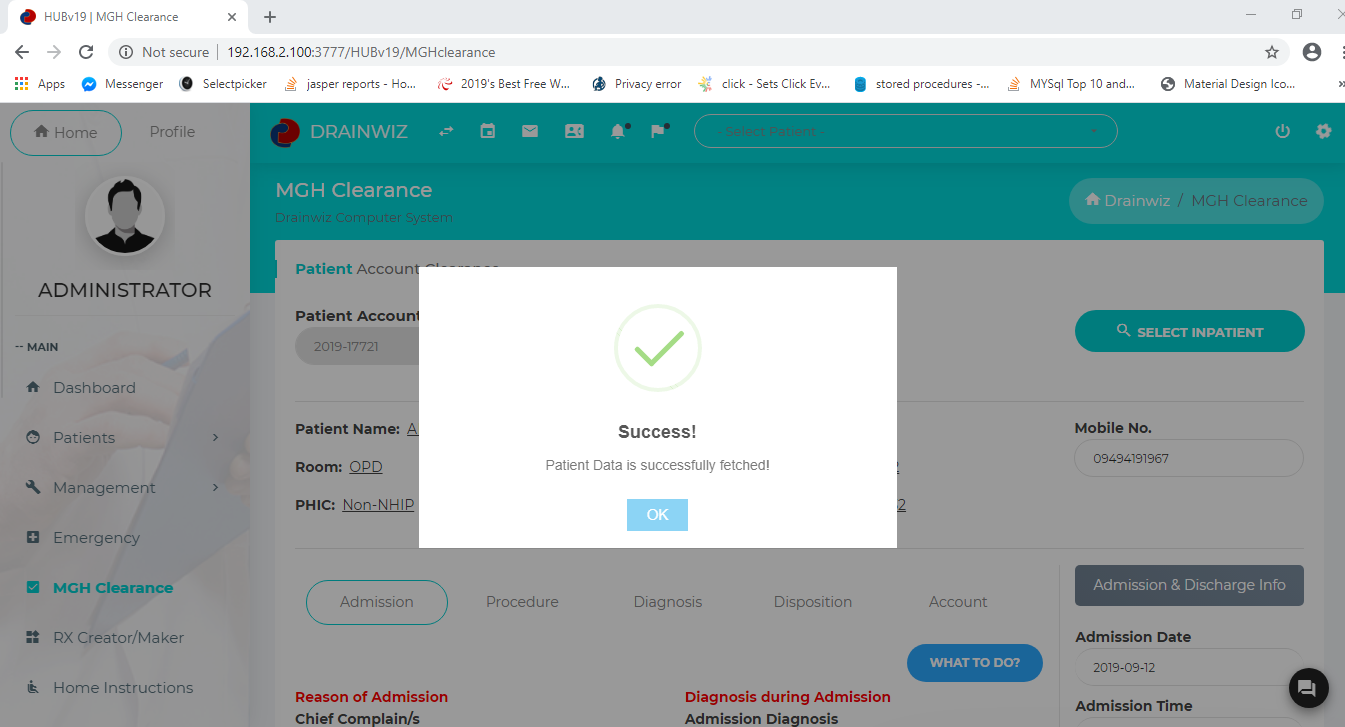 HUBv19 | MGH Clearance
Not secure | 192.168.2.100:3777/HUBv19/MGHclearance
Apps Messenger Selectpicker jasper reports - Ho... 2019's Best Free W... Privacy error click - Sets Click Ev... stored procedures -... MYSql Top 10 and... Material Design Ico... »
Home Profile
DRAINWIZ - Select Patient -
MGH Clearance
Drainwiz Computer System
Drainwiz / MGH Clearance
ADMINISTRATOR
-- MAIN
Dashboard
Patients
Management
Emergency
MGH Clearance
RX Creator/Maker
Home Instructions
Patient Account Clearance
Patient Account
2019-17721
SELECT INPATIENT
Patient Name:
Room: OPD
PHIC: Non-NHIP
Mobile No.
09494191967
Success!
Patient Data is successfully fetched!
OK
Admission Procedure Diagnosis Disposition Account
WHAT TO DO?
Reason of Admission
Chief Complain/s
Diagnosis during Admission
Admission Diagnosis
Admission & Discharge Info
Admission Date
2019-09-12
Admission Time